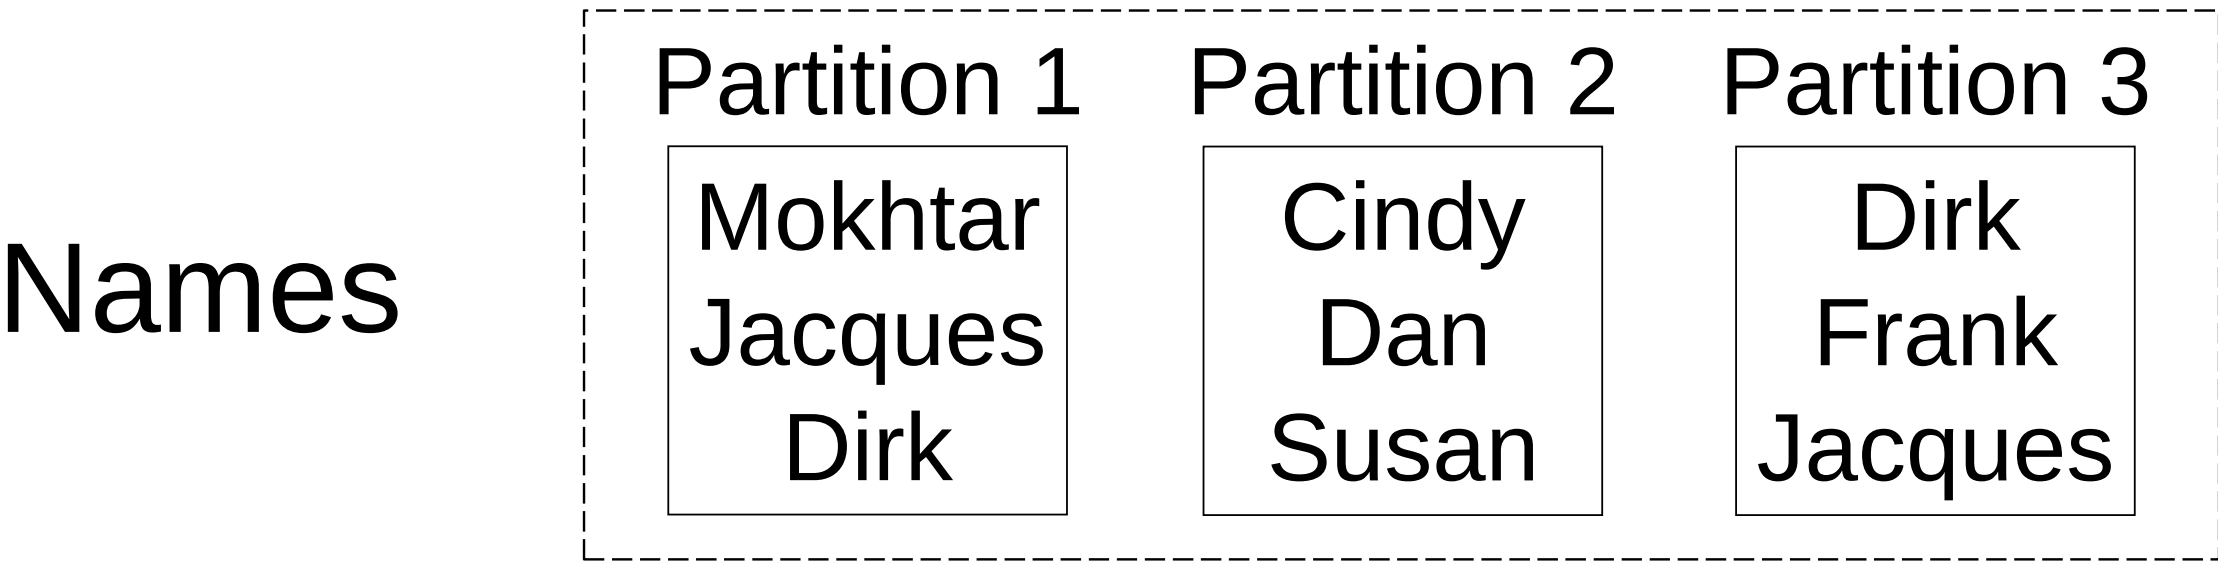 Names
Partition 1
Mokhtar
Jacques
Dirk
Partition 2
Cindy
Dan
Susan
Partition 3
Dirk
Frank
Jacques